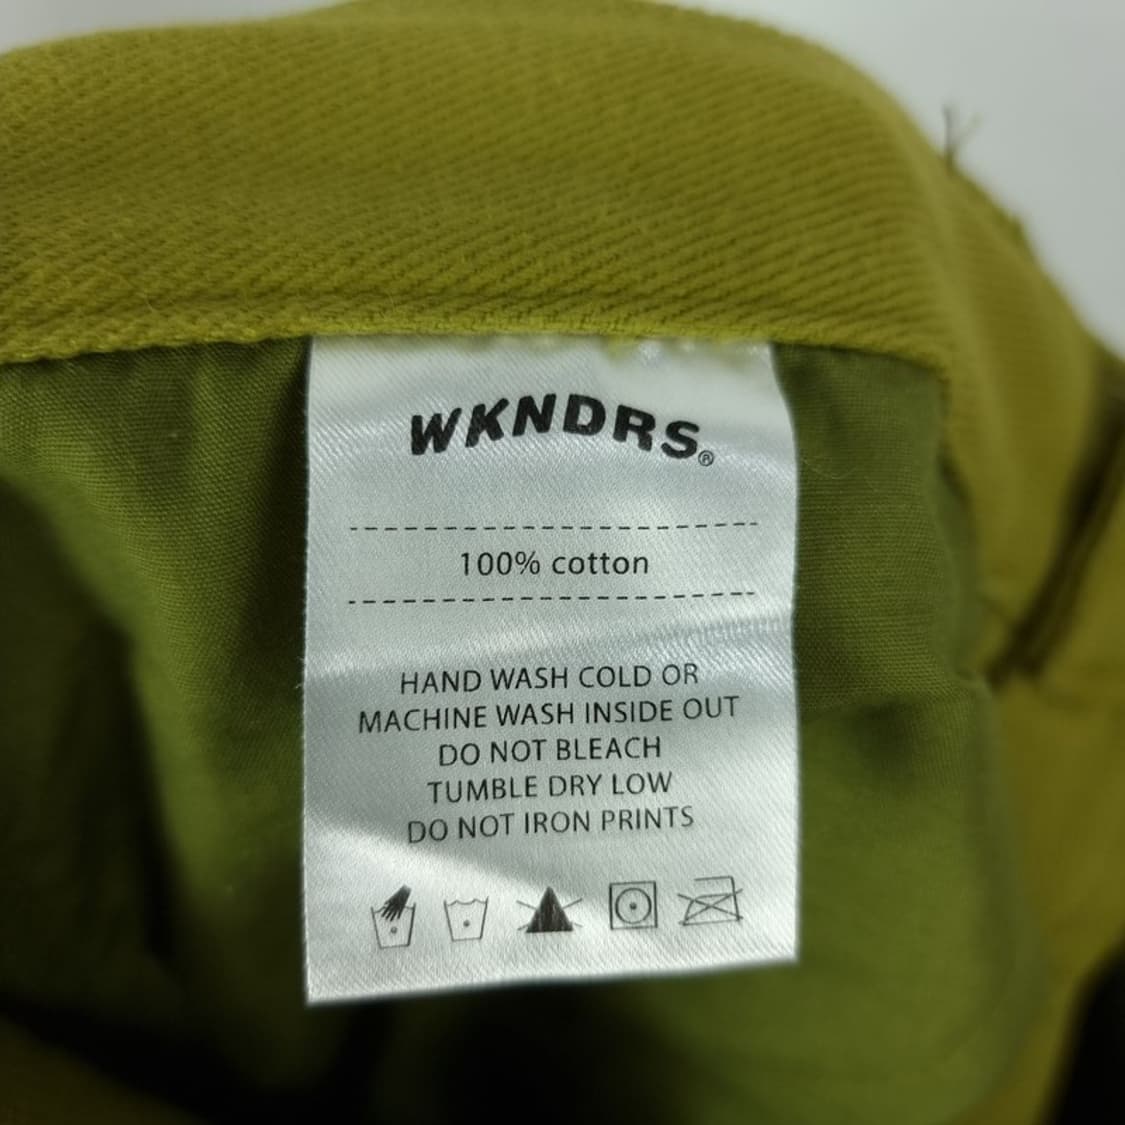 WKNDRS®
100% cotton
HAND WASH COLD OR
MACHINE WASH INSIDE OUT
DO NOT BLEACH
TUMBLE DRY LOW
DO NOT IRON PRINTS